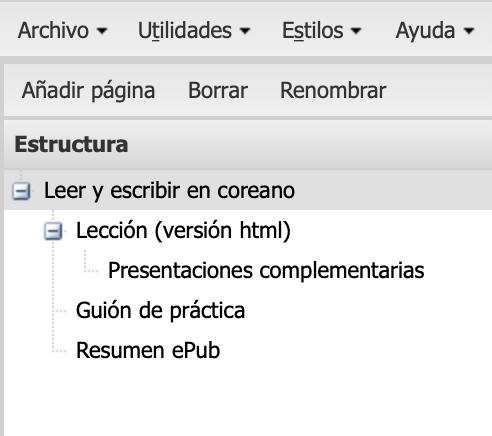 Archivo Utilidades Estilos Ayuda
Añadir página Borrar Renombrar
Estructura
Leer y escribir en coreano
Lección (versión html)
Presentaciones complementarias
Guión de práctica
Resumen ePub